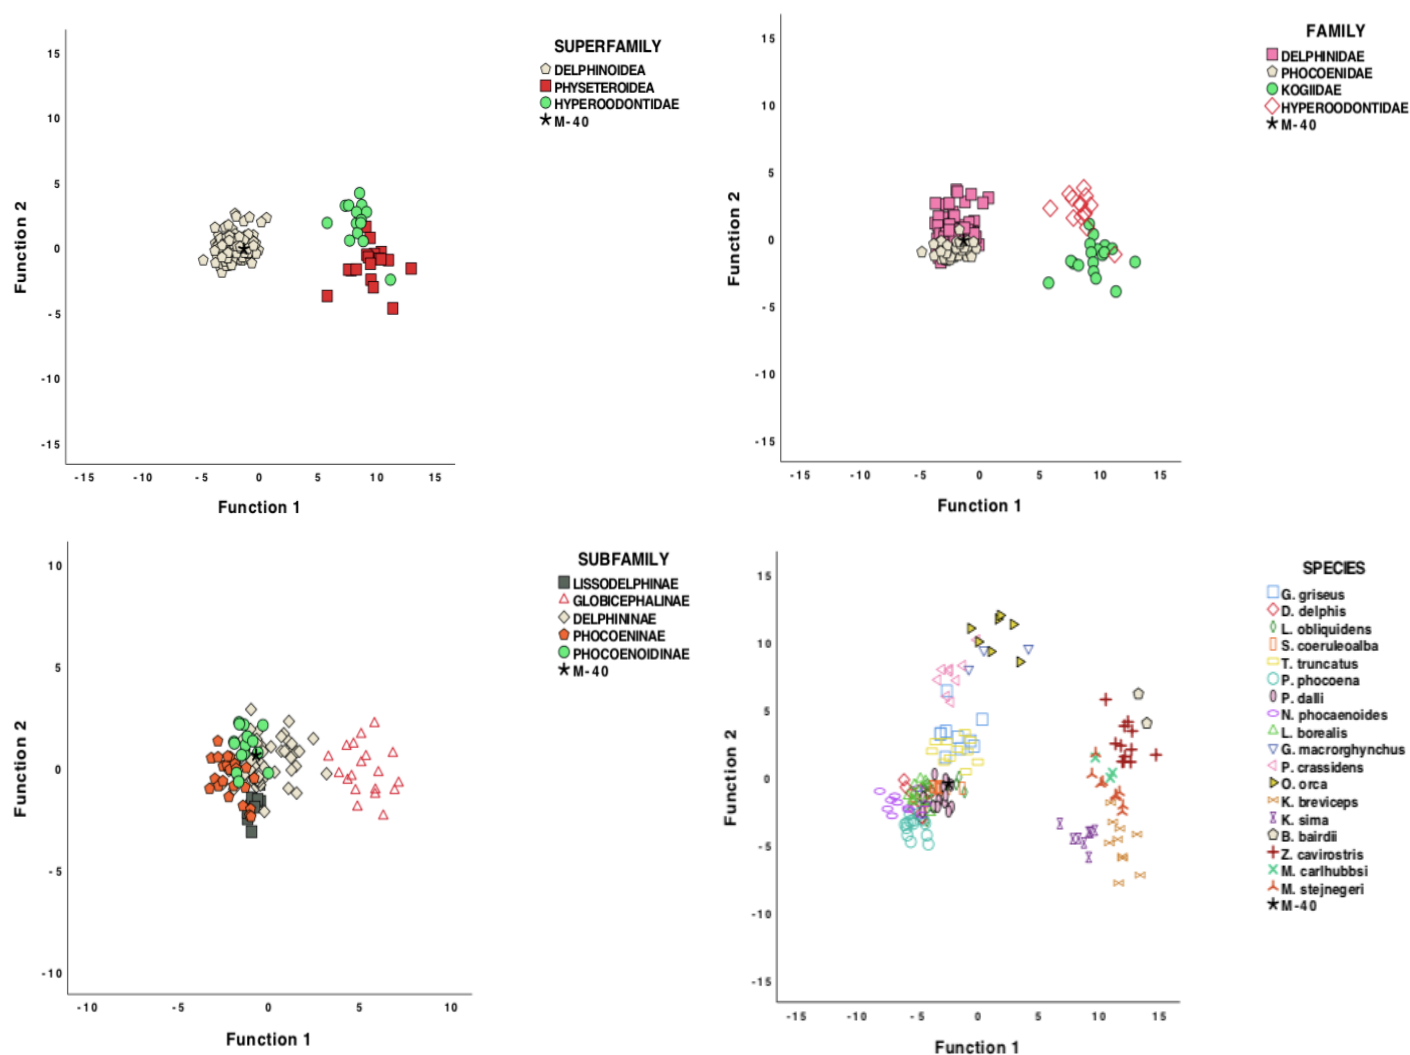 SUPERFAMILY
DELPHINOIDEA
PHYSETEROIDEA
HYPEROODONTIDAE
M-40
15
10
5
0
-5
-10
-15
Function 2
-15 -10 -5 0 5 10 15
Function 1
FAMILY
DELPHINIDAE
PHOCOENIDAE
KOGIIDAE
HYPEROODONTIDAE
M-40
15
10
5
0
-5
-10
-15
Function 2
-15 -10 -5 0 5 10 15
Function 1
SUBFAMILY
LISSODELPHINAE
GLOBICEPHALINAE
DELPHININAE
PHOCOENINAE
PHOCOENOIDINAE
M-40
10
5
0
-5
-10
Function 2
-10 -5 0 5 10
Function 1
SPECIES
G. griseus
D. delphis
L. obliquidens
S. coeruleoalba
T. truncatus
P. phocoena
P. dalli
N. phocaenoides
L. borealis
G. macrorghynchus
P. crassidens
O. orca
K. breviceps
K. sima
B. bairdii
Z. cavirostris
M. carlhubbsi
M. stejnegeri
M-40
15
10
5
0
-5
-10
-15
Function 2
-15 -10 -5 0 5 10 15
Function 1